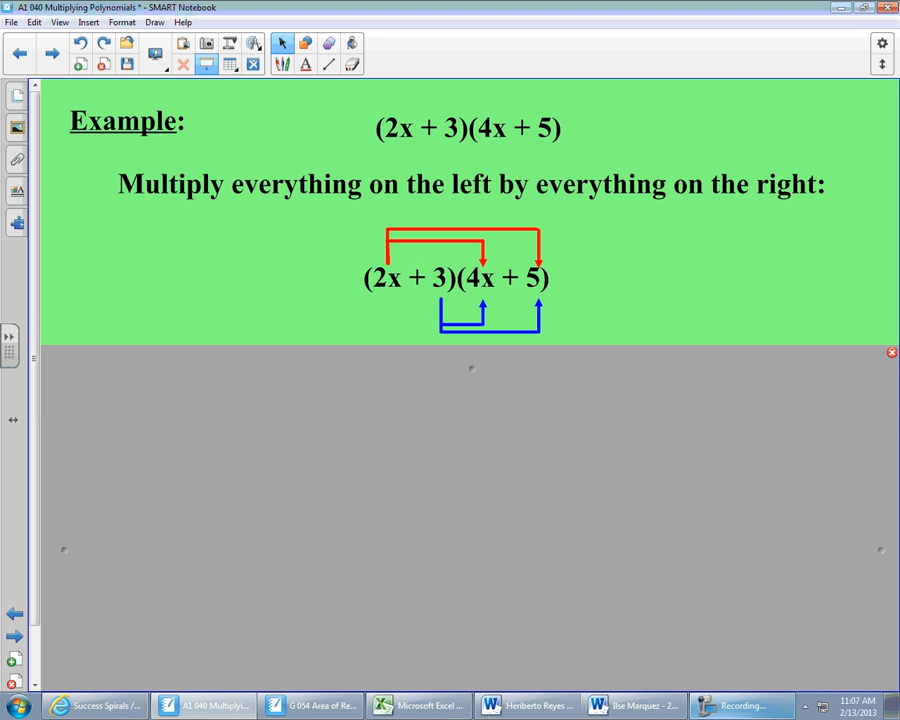 A1 040 Multiplying Polynomials * - SMART Notebook
File Edit View Insert Format Draw Help
Example: (2x + 3)(4x + 5)
Multiply everything on the left by everything on the right:
(2x + 3)(4x + 5)
Success Spirals /... A1 040 Multiplyi... G 054 Area of Re... Microsoft Excel ... Heriberto Reyes ... Ilse Marquez - 2... Recording... 11:07 AM
2/13/2013